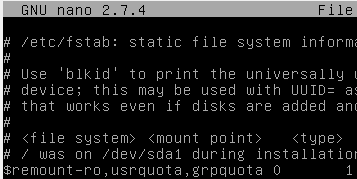 GNU nano 2.7.4 File
# /etc/fstab: static file system informa
#
# Use 'blkid' to print the universally u
# device; this may be used with UUID= as
# that works even if disks are added and
#
# <file system> <mount point> <type>
# / was on /dev/sda1 during installation
$remount-ro,usrquota,grpquota 0 1